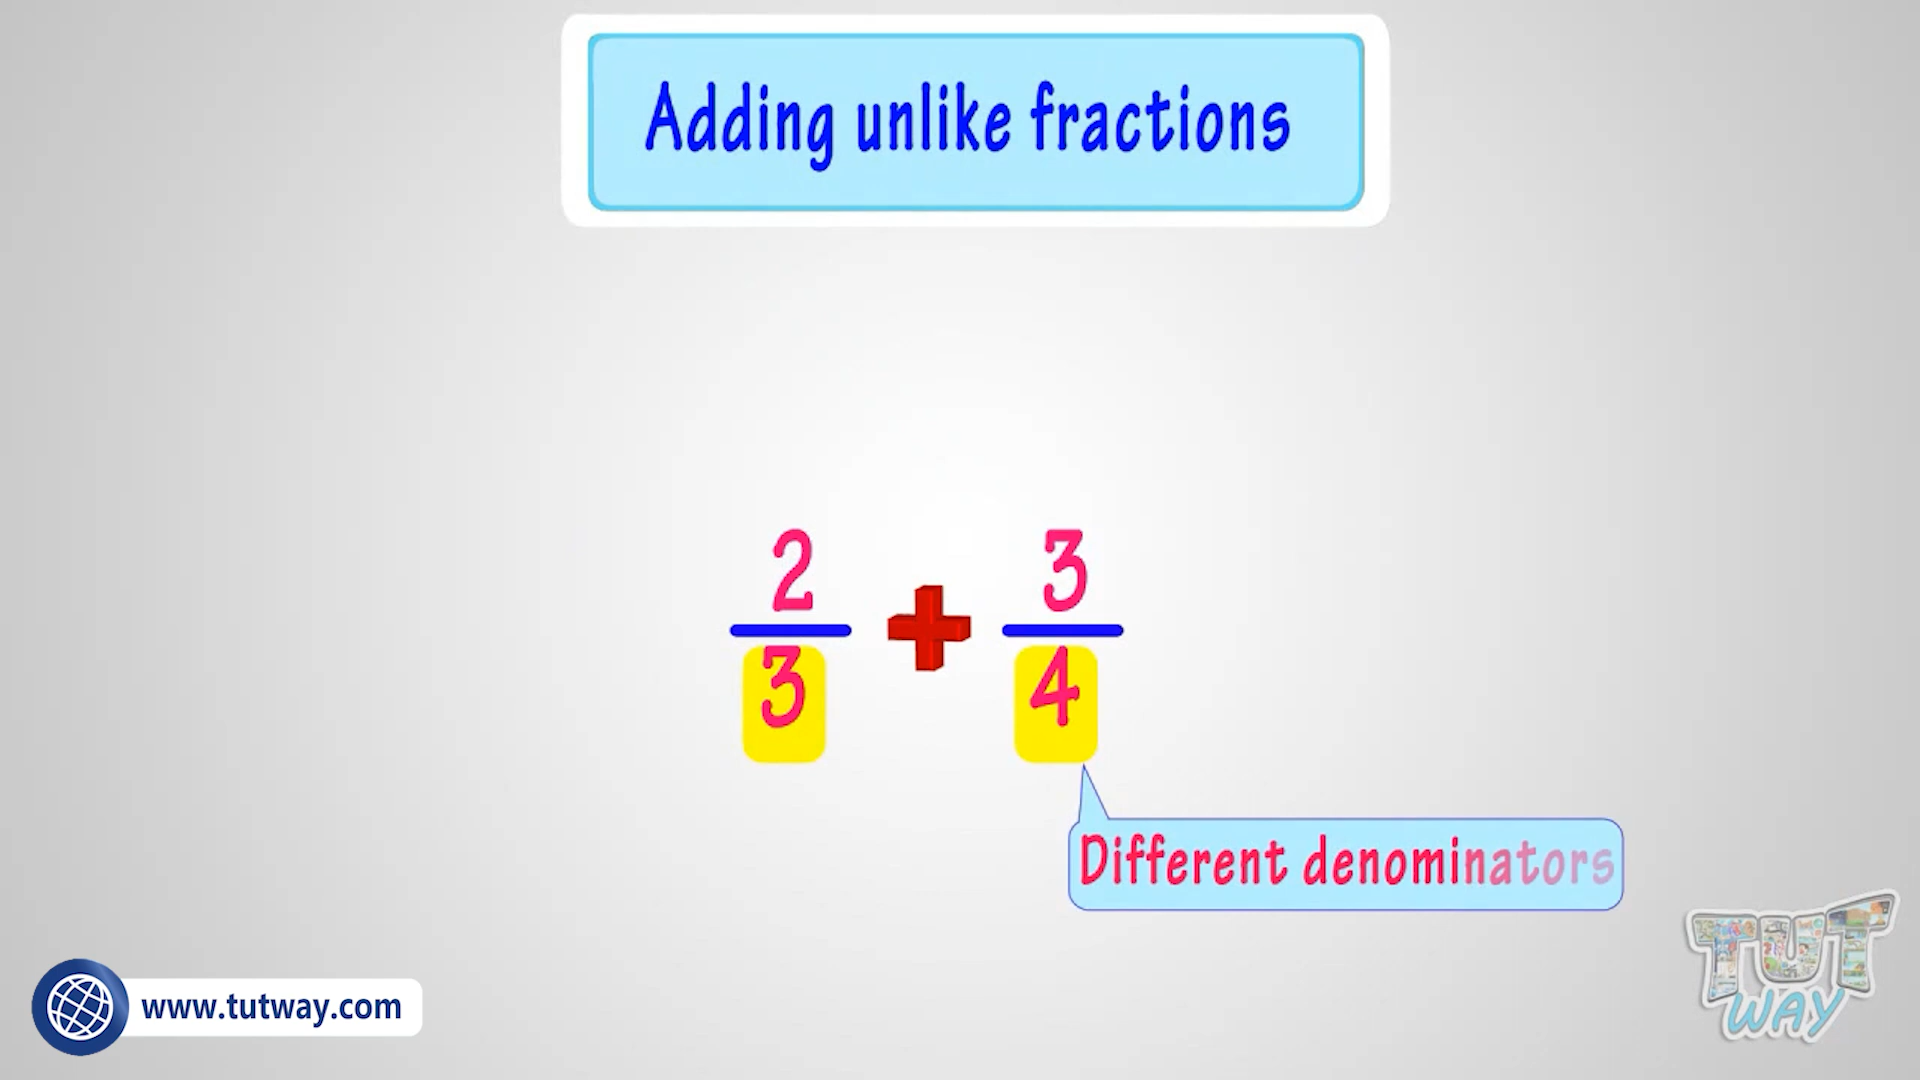 Adding unlike fractions
2 + 3
3 4
Different denominators
www.tutway.com
TUT
WAY